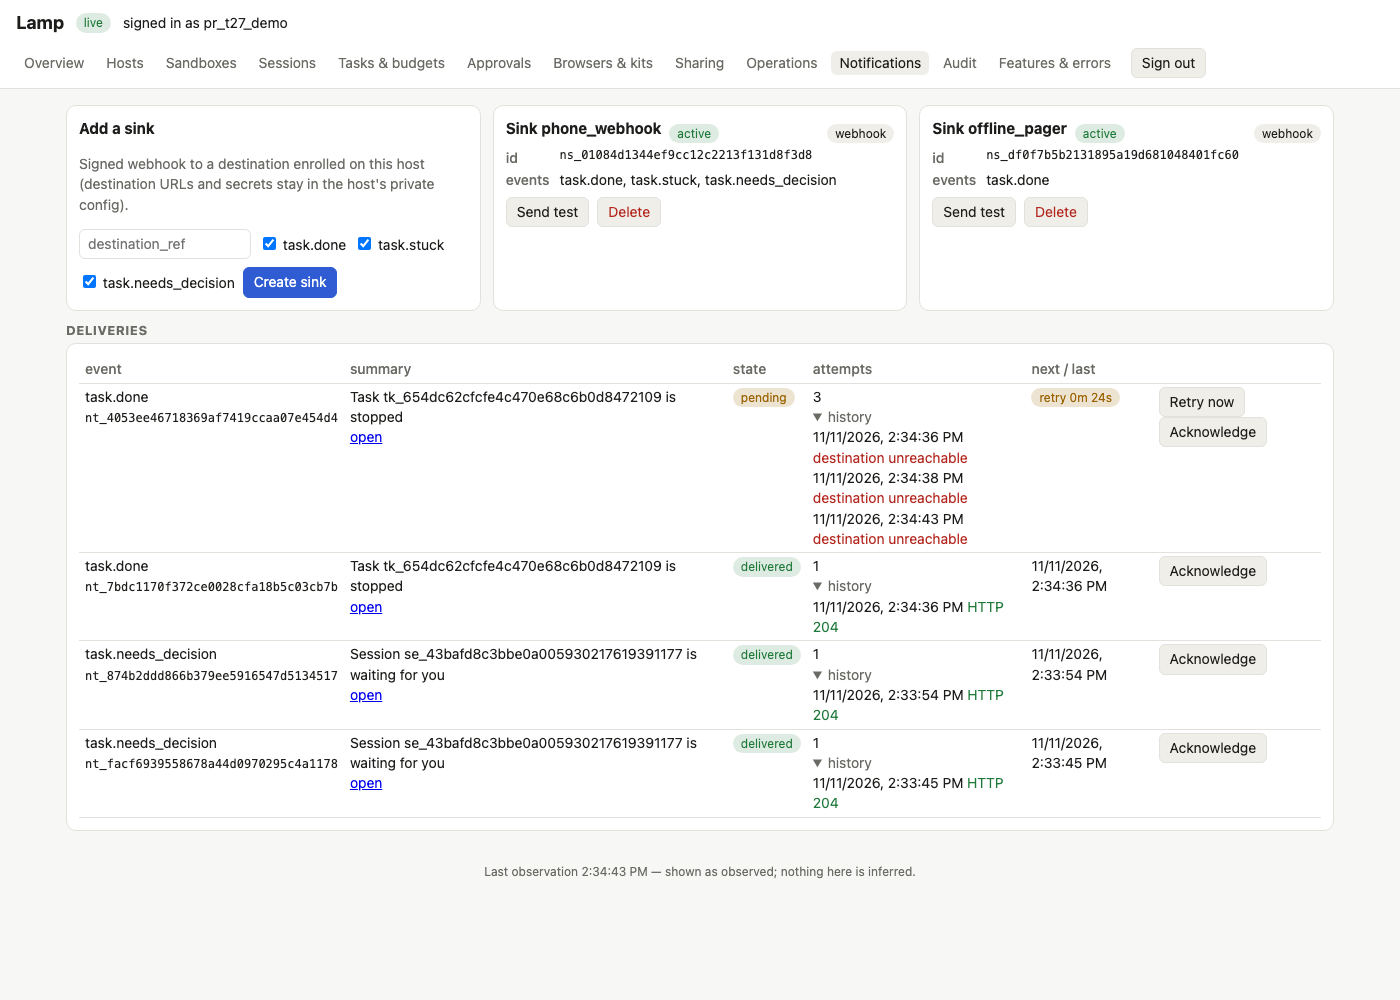 Lamp live signed in as pr_t27_demo
Overview Hosts Sandboxes Sessions Tasks & budgets Approvals Browsers & kits Sharing Operations Notifications Audit Features & errors Sign out
Add a sink
Signed webhook to a destination enrolled on this host
(destination URLs and secrets stay in the host's private
config).
destination_ref task.done task.stuck
task.needs_decision Create sink
Sink phone_webhook active webhook
id ns_01084d1344ef9cc12c2213f131d8f3d8
events task.done, task.stuck, task.needs_decision
Send test Delete
Sink offline_pager active webhook
id ns_df0f7b5b2131895a19d681048401fc60
events task.done
Send test Delete
DELIVERIES
event summary state attempts next / last
task.done
nt_4053ee46718369af7419ccaa07e454d4
Task tk_654dc62cfcfe4c470e68c6b0d8472109 is
stopped
open
pending
3
history
11/11/2026, 2:34:36 PM
destination unreachable
11/11/2026, 2:34:38 PM
destination unreachable
11/11/2026, 2:34:43 PM
destination unreachable
retry 0m 24s
Retry now
Acknowledge
task.done
nt_7bdc1170f372ce0028cfa18b5c03cb7b
Task tk_654dc62cfcfe4c470e68c6b0d8472109 is
stopped
open
delivered
1
history
11/11/2026, 2:34:36 PM HTTP
204
11/11/2026,
2:34:36 PM
Acknowledge
task.needs_decision
nt_874b2ddd866b379ee5916547d5134517
Session se_43bafd8c3bbe0a005930217619391177 is
waiting for you
open
delivered
1
history
11/11/2026, 2:33:54 PM HTTP
204
11/11/2026,
2:33:54 PM
Acknowledge
task.needs_decision
nt_facf6939558678a44d0970295c4a1178
Session se_43bafd8c3bbe0a005930217619391177 is
waiting for you
open
delivered
1
history
11/11/2026, 2:33:45 PM HTTP
204
11/11/2026,
2:33:45 PM
Acknowledge
Last observation 2:34:43 PM — shown as observed; nothing here is inferred.